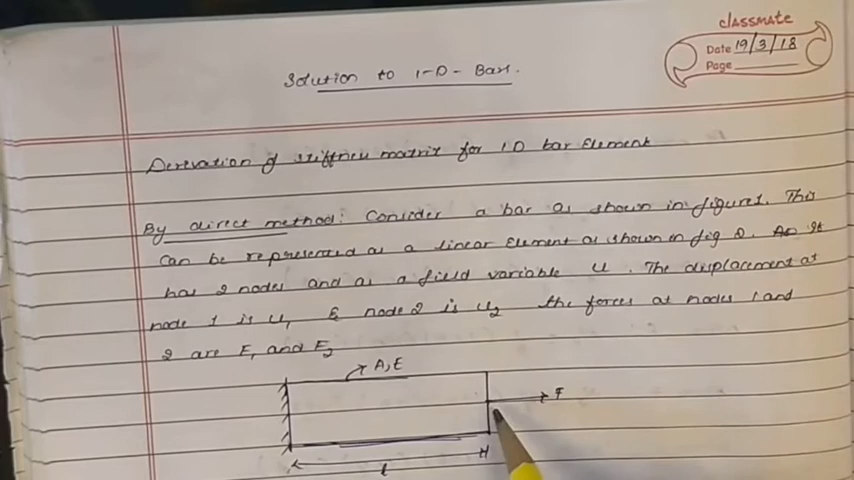 classmate
Date 19/3/18
Page
Solution to 1-D-Bar.
Derivation of stiffness matrix for 1D bar Element
By direct method: Consider a bar as shown in figure 1. This
can be represented as a linear Element as shown in fig 2. It
has 2 nodes and as a field variable u. The displacement at
node 1 is u₁ & node 2 is u₂ the forces at nodes 1 and
2 are F₁ and F₂
A, E
F
l